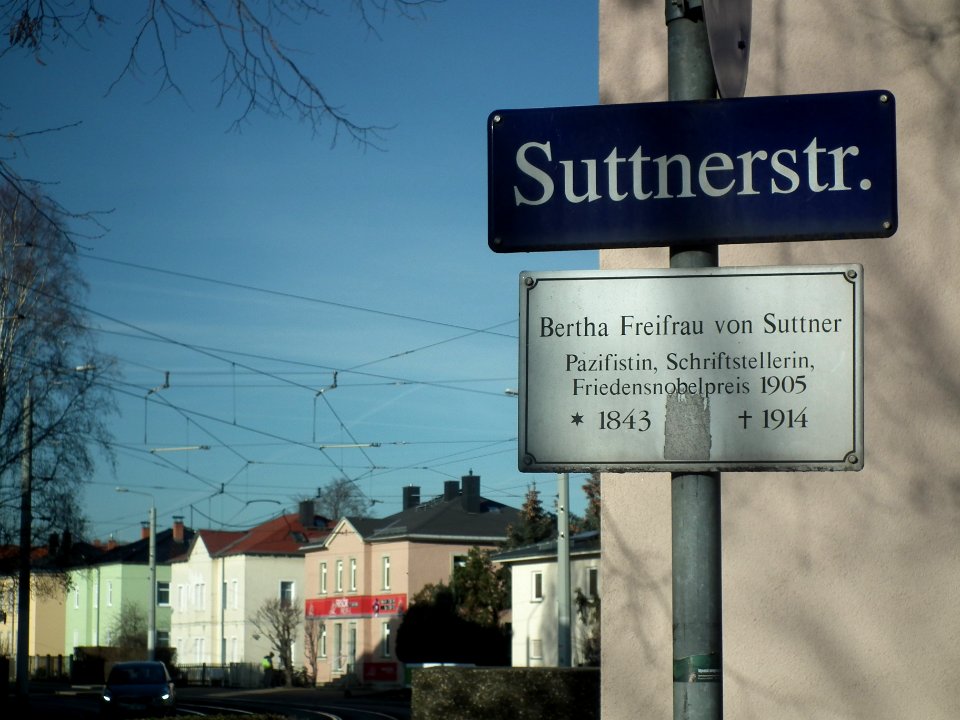 Suttnerstr.
Bertha Freifrau von Suttner
Pazifistin, Schriftstellerin,
Friedensnobelpreis 1905
* 1843 † 1914